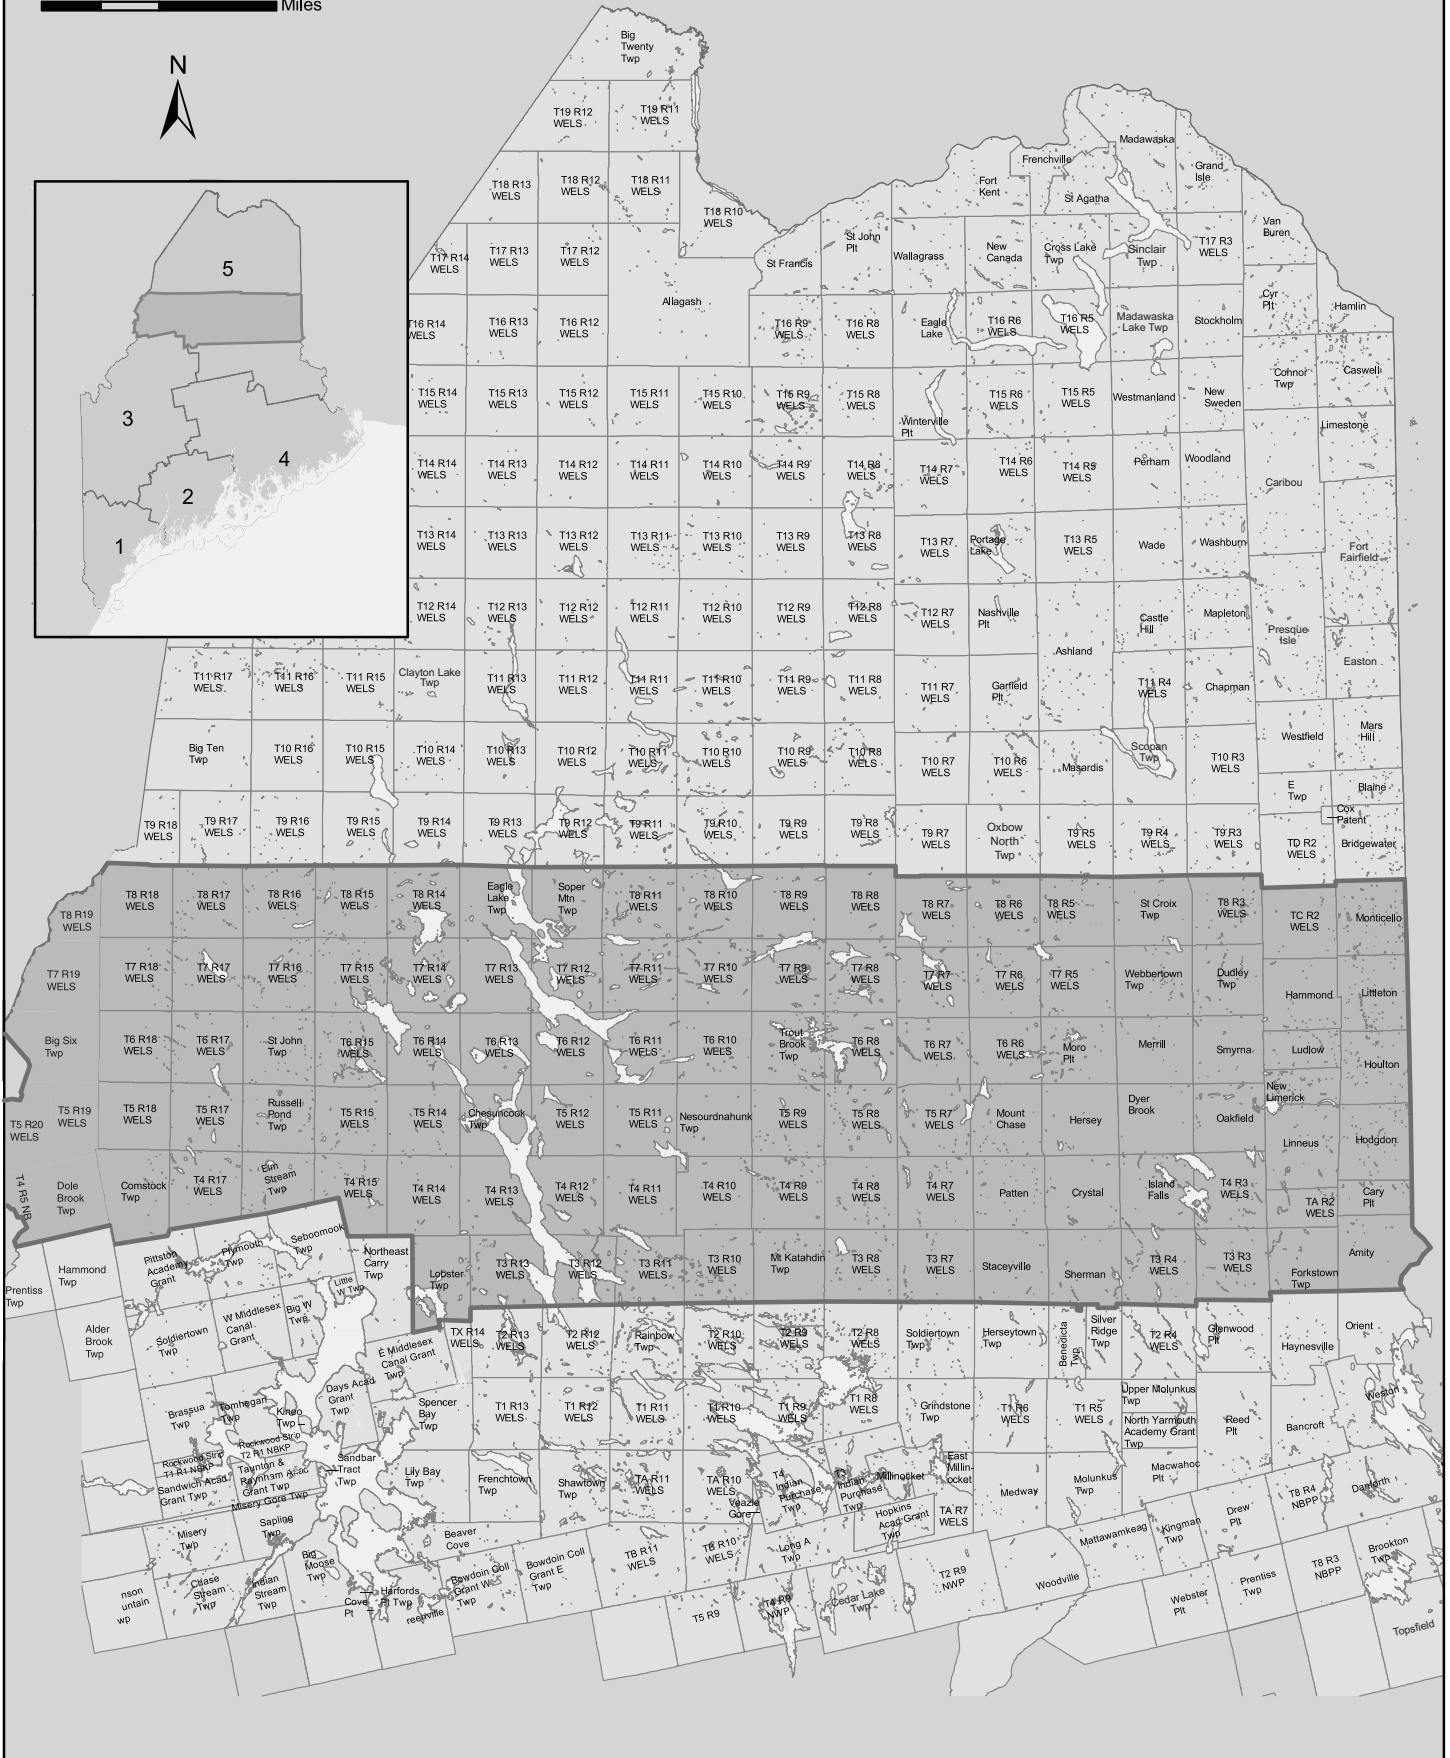 Miles
N
5
3
4
2
1
Big
Twenty
Twp
T19 R12
WELS
T19 R11
WELS
T18 R13
WELS
T18 R12
WELS
T18 R11
WELS
T18 R10
WELS
Madawaska
Frenchville
Grand
Isle
Fort
Kent
St Agatha
T17 R14
WELS
T17 R13
WELS
T17 R12
WELS
Allagash
St Francis
St John
Plt
Wallagrass
New
Canada
Cross Lake
Twp
Sinclair
Twp
T17 R3
WELS
Van
Buren
T16 R14
WELS
T16 R13
WELS
T16 R12
WELS
T16 R9
WELS
T16 R8
WELS
Eagle
Lake
T16 R6
WELS
T16 R5
WELS
Madawaska
Lake Twp
Stockholm
Cyr
Plt
Hamlin
T15 R14
WELS
T15 R13
WELS
T15 R12
WELS
T15 R11
WELS
T15 R10
WELS
T15 R9
WELS
T15 R8
WELS
Winterville
Plt
T15 R6
WELS
T15 R5
WELS
Westmanland
New
Sweden
Connor
Twp
Caswell
Limestone
T14 R14
WELS
T14 R13
WELS
T14 R12
WELS
T14 R11
WELS
T14 R10
WELS
T14 R9
WELS
T14 R8
WELS
T14 R7
WELS
T14 R6
WELS
T14 R5
WELS
Perham
Woodland
Caribou
T13 R14
WELS
T13 R13
WELS
T13 R12
WELS
T13 R11
WELS
T13 R10
WELS
T13 R9
WELS
T13 R8
WELS
T13 R7
WELS
Portage
Lake
T13 R5
WELS
Wade
Washburn
Fort
Fairfield
T12 R14
WELS
T12 R13
WELS
T12 R12
WELS
T12 R11
WELS
T12 R10
WELS
T12 R9
WELS
T12 R8
WELS
T12 R7
WELS
Nashville
Plt
Ashland
Castle
Hill
Mapleton
Presque
Isle
Easton
T11 R17
WELS
T11 R16
WELS
T11 R15
WELS
Clayton Lake
Twp
T11 R13
WELS
T11 R12
WELS
T11 R11
WELS
T11 R10
WELS
T11 R9
WELS
T11 R8
WELS
T11 R7
WELS
Garfield
Plt
T11 R4
WELS
Chapman
Big Ten
Twp
T10 R16
WELS
T10 R15
WELS
T10 R14
WELS
T10 R13
WELS
T10 R12
WELS
T10 R11
WELS
T10 R10
WELS
T10 R9
WELS
T10 R8
WELS
T10 R7
WELS
T10 R6
WELS
Masardis
Scopan
Twp
T10 R3
WELS
Westfield
Mars
Hill
E
Twp
Blaine
Cox
Patent
T9 R18
WELS
T9 R17
WELS
T9 R16
WELS
T9 R15
WELS
T9 R14
WELS
T9 R13
WELS
T9 R12
WELS
T9 R11
WELS
T9 R10
WELS
T9 R9
WELS
T9 R8
WELS
T9 R7
WELS
Oxbow
North
Twp
T9 R5
WELS
T9 R4
WELS
T9 R3
WELS
TD R2
WELS
Bridgewater
T8 R19
WELS
T8 R18
WELS
T8 R17
WELS
T8 R16
WELS
T8 R15
WELS
T8 R14
WELS
Eagle
Lake
Twp
Soper
Mtn
Twp
T8 R11
WELS
T8 R10
WELS
T8 R9
WELS
T8 R8
WELS
T8 R7
WELS
T8 R6
WELS
T8 R5
WELS
St Croix
Twp
T8 R3
WELS
TC R2
WELS
Monticello
T7 R19
WELS
T7 R18
WELS
T7 R17
WELS
T7 R16
WELS
T7 R15
WELS
T7 R14
WELS
T7 R13
WELS
T7 R12
WELS
T7 R11
WELS
T7 R10
WELS
T7 R9
WELS
T7 R8
WELS
T7 R7
WELS
T7 R6
WELS
T7 R5
WELS
Webbertown
Twp
Dudley
Twp
Hammond
Littleton
Big Six
Twp
T6 R18
WELS
T6 R17
WELS
St John
Twp
T6 R15
WELS
T6 R14
WELS
T6 R13
WELS
T6 R12
WELS
T6 R11
WELS
T6 R10
WELS
Trout
Brook
Twp
T6 R8
WELS
T6 R7
WELS
T6 R6
WELS
Moro
Plt
Merrill
Smyrna
Ludlow
Houlton
T5 R20
WELS
T5 R19
WELS
T5 R18
WELS
T5 R17
WELS
Russell
Pond
Twp
T5 R15
WELS
T5 R14
WELS
Chesuncook
Twp
T5 R12
WELS
T5 R11
WELS
Nesourdnahunk
Twp
T5 R9
WELS
T5 R8
WELS
T5 R7
WELS
Mount
Chase
Hersey
Dyer
Brook
Oakfield
New
Limerick
Linneus
Hodgdon
T4 R5 NB
Dole
Brook
Twp
Comstock
Twp
T4 R17
WELS
Elm
Stream
Twp
T4 R15
WELS
T4 R14
WELS
T4 R13
WELS
T4 R12
WELS
T4 R11
WELS
T4 R10
WELS
T4 R9
WELS
T4 R8
WELS
T4 R7
WELS
Patten
Crystal
Island
Falls
T4 R3
WELS
TA R2
WELS
Cary
Plt
Prentiss
Twp
Hammond
Twp
Pittston
Academy
Grant
Plymouth
Twp
Seboomook
Twp
Little
W Twp
Northeast
Carry
Twp
Lobster
Twp
T3 R13
WELS
T3 R12
WELS
T3 R11
WELS
T3 R10
WELS
Mt Katahdin
Twp
T3 R8
WELS
T3 R7
WELS
Staceyville
Sherman
T3 R4
WELS
T3 R3
WELS
Forkstown
Twp
Amity
Alder
Brook
Twp
Soldiertown
Twp
W Middlesex
Canal
Grant
Big W
Twp
E Middlesex
Canal Grant
Twp
TX R14
WELS
T2 R13
WELS
T2 R12
WELS
Rainbow
Twp
T2 R10
WELS
T2 R9
WELS
T2 R8
WELS
Soldiertown
Twp
Herseytown
Twp
Benedicta
Twp
Silver
Ridge
Twp
T2 R4
WELS
Glenwood
Plt
Haynesville
Orient
Brassua
Twp
Tomhegan
Twp
Kineo
Twp
Days Acad
Grant
Twp
Spencer
Bay
Twp
T1 R13
WELS
T1 R12
WELS
T1 R11
WELS
T1 R10
WELS
T1 R9
WELS
T1 R8
WELS
Grindstone
Twp
T1 R6
WELS
T1 R5
WELS
Upper Molunkus
Twp
North Yarmouth
Academy Grant
Twp
Reed
Plt
Bancroft
Weston
Rockwood Strip
T1 R1 NBKP
Rockwood Strip
T2 R1 NBKP
Sandwich Acad
Grant Twp
Taunton &
Raynham Acad
Grant Twp
Misery Gore Twp
Sandbar
Tract
Twp
Lily Bay
Twp
Frenchtown
Twp
Shawtown
Twp
TA R11
WELS
TA R10
WELS
Veazie
Gore
T4
Indian
Purchase
Twp
T3
Indian
Purchase
Twp
Millinocket
East
Millin-
ocket
Hopkins
Acad Grant
Twp
TA R7
WELS
Medway
Molunkus
Twp
Macwahoc
Plt
T8 R4
NBPP
Danforth
Misery
Twp
Sapling
Twp
Big
Moose
Twp
Beaver
Cove
Bowdoin Coll
Grant W
Twp
Bowdoin Coll
Grant E
Twp
TB R11
WELS
TB R10
WELS
Long A
Twp
T2 R9
NWP
Woodville
Mattawamkeag
Kingman
Twp
Drew
Plt
T8 R3
NBPP
Brookton
Twp
nson
untain
wp
Chase
Stream
Twp
Indian
Stream
Twp
Cove
Pt
Harfords
Pt Twp
reenville
T5 R9
T4 R9
NWP
Cedar Lake
Twp
Webster
Plt
Prentiss
Twp
Topsfield